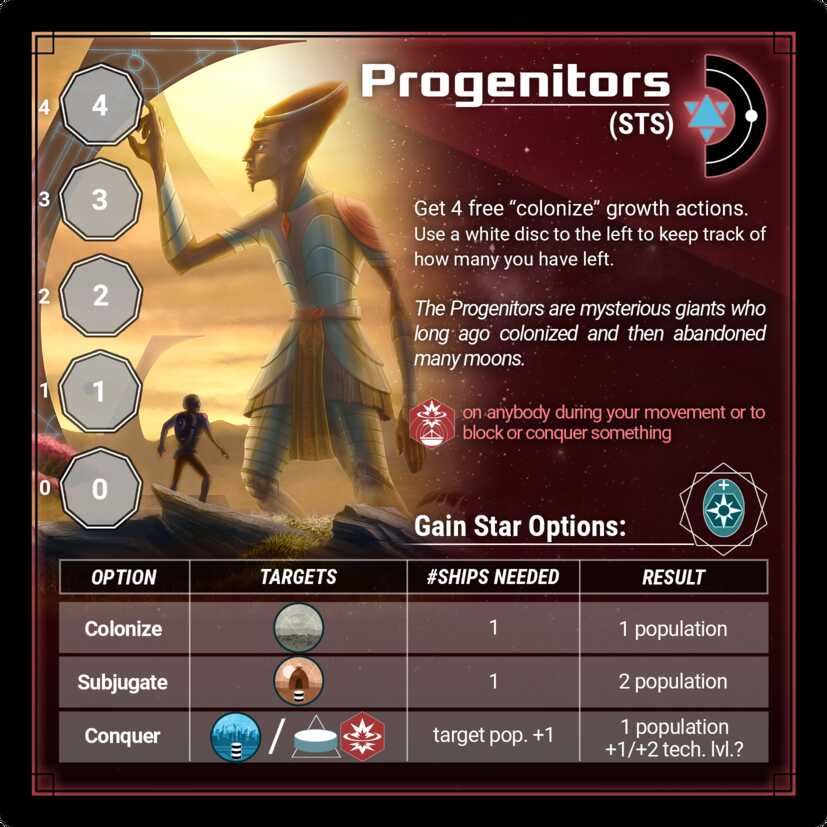 Progenitors
(STS)
4 4
3 3
2 2
1 1
0 0
Get 4 free “colonize” growth actions.
Use a white disc to the left to keep track of
how many you have left.
The Progenitors are mysterious giants who
long ago colonized and then abandoned
many moons.
on anybody during your movement or to
block or conquer something
Gain Star Options:
+
OPTION TARGETS #SHIPS NEEDED RESULT
Colonize 1 1 population
Subjugate 1 2 population
Conquer / target pop. +1 1 population
+1/+2 tech. lvl.?